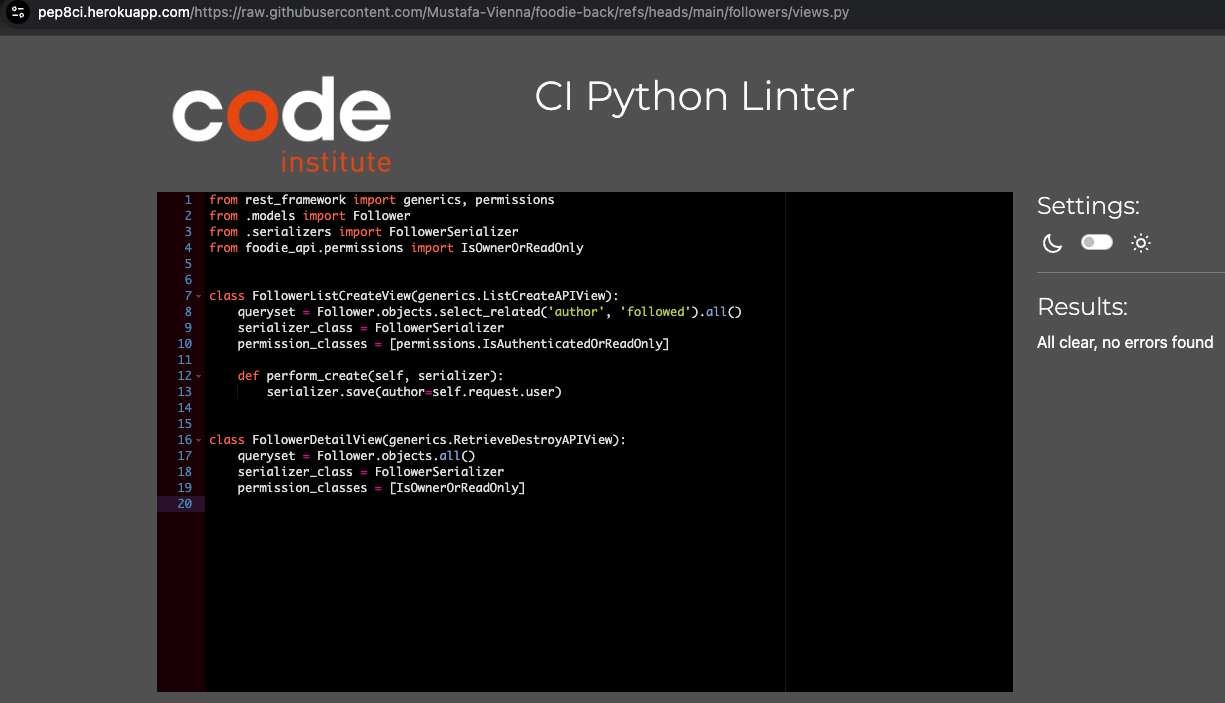 pep8ci.herokuapp.com/https://raw.githubusercontent.com/Mustafa-Vienna/foodie-back/refs/heads/main/followers/views.py
code
institute
CI Python Linter
1 from rest_framework import generics, permissions
2 from .models import Follower
3 from .serializers import FollowerSerializer
4 from foodie_api.permissions import IsOwnerOrReadOnly
5
6
7 class FollowerListCreateView(generics.ListCreateAPIView):
8     queryset = Follower.objects.select_related('author', 'followed').all()
9     serializer_class = FollowerSerializer
10     permission_classes = [permissions.IsAuthenticatedOrReadOnly]
11
12     def perform_create(self, serializer):
13         serializer.save(author=self.request.user)
14
15
16 class FollowerDetailView(generics.RetrieveDestroyAPIView):
17     queryset = Follower.objects.all()
18     serializer_class = FollowerSerializer
19     permission_classes = [IsOwnerOrReadOnly]
20
Settings:
Results:
All clear, no errors found